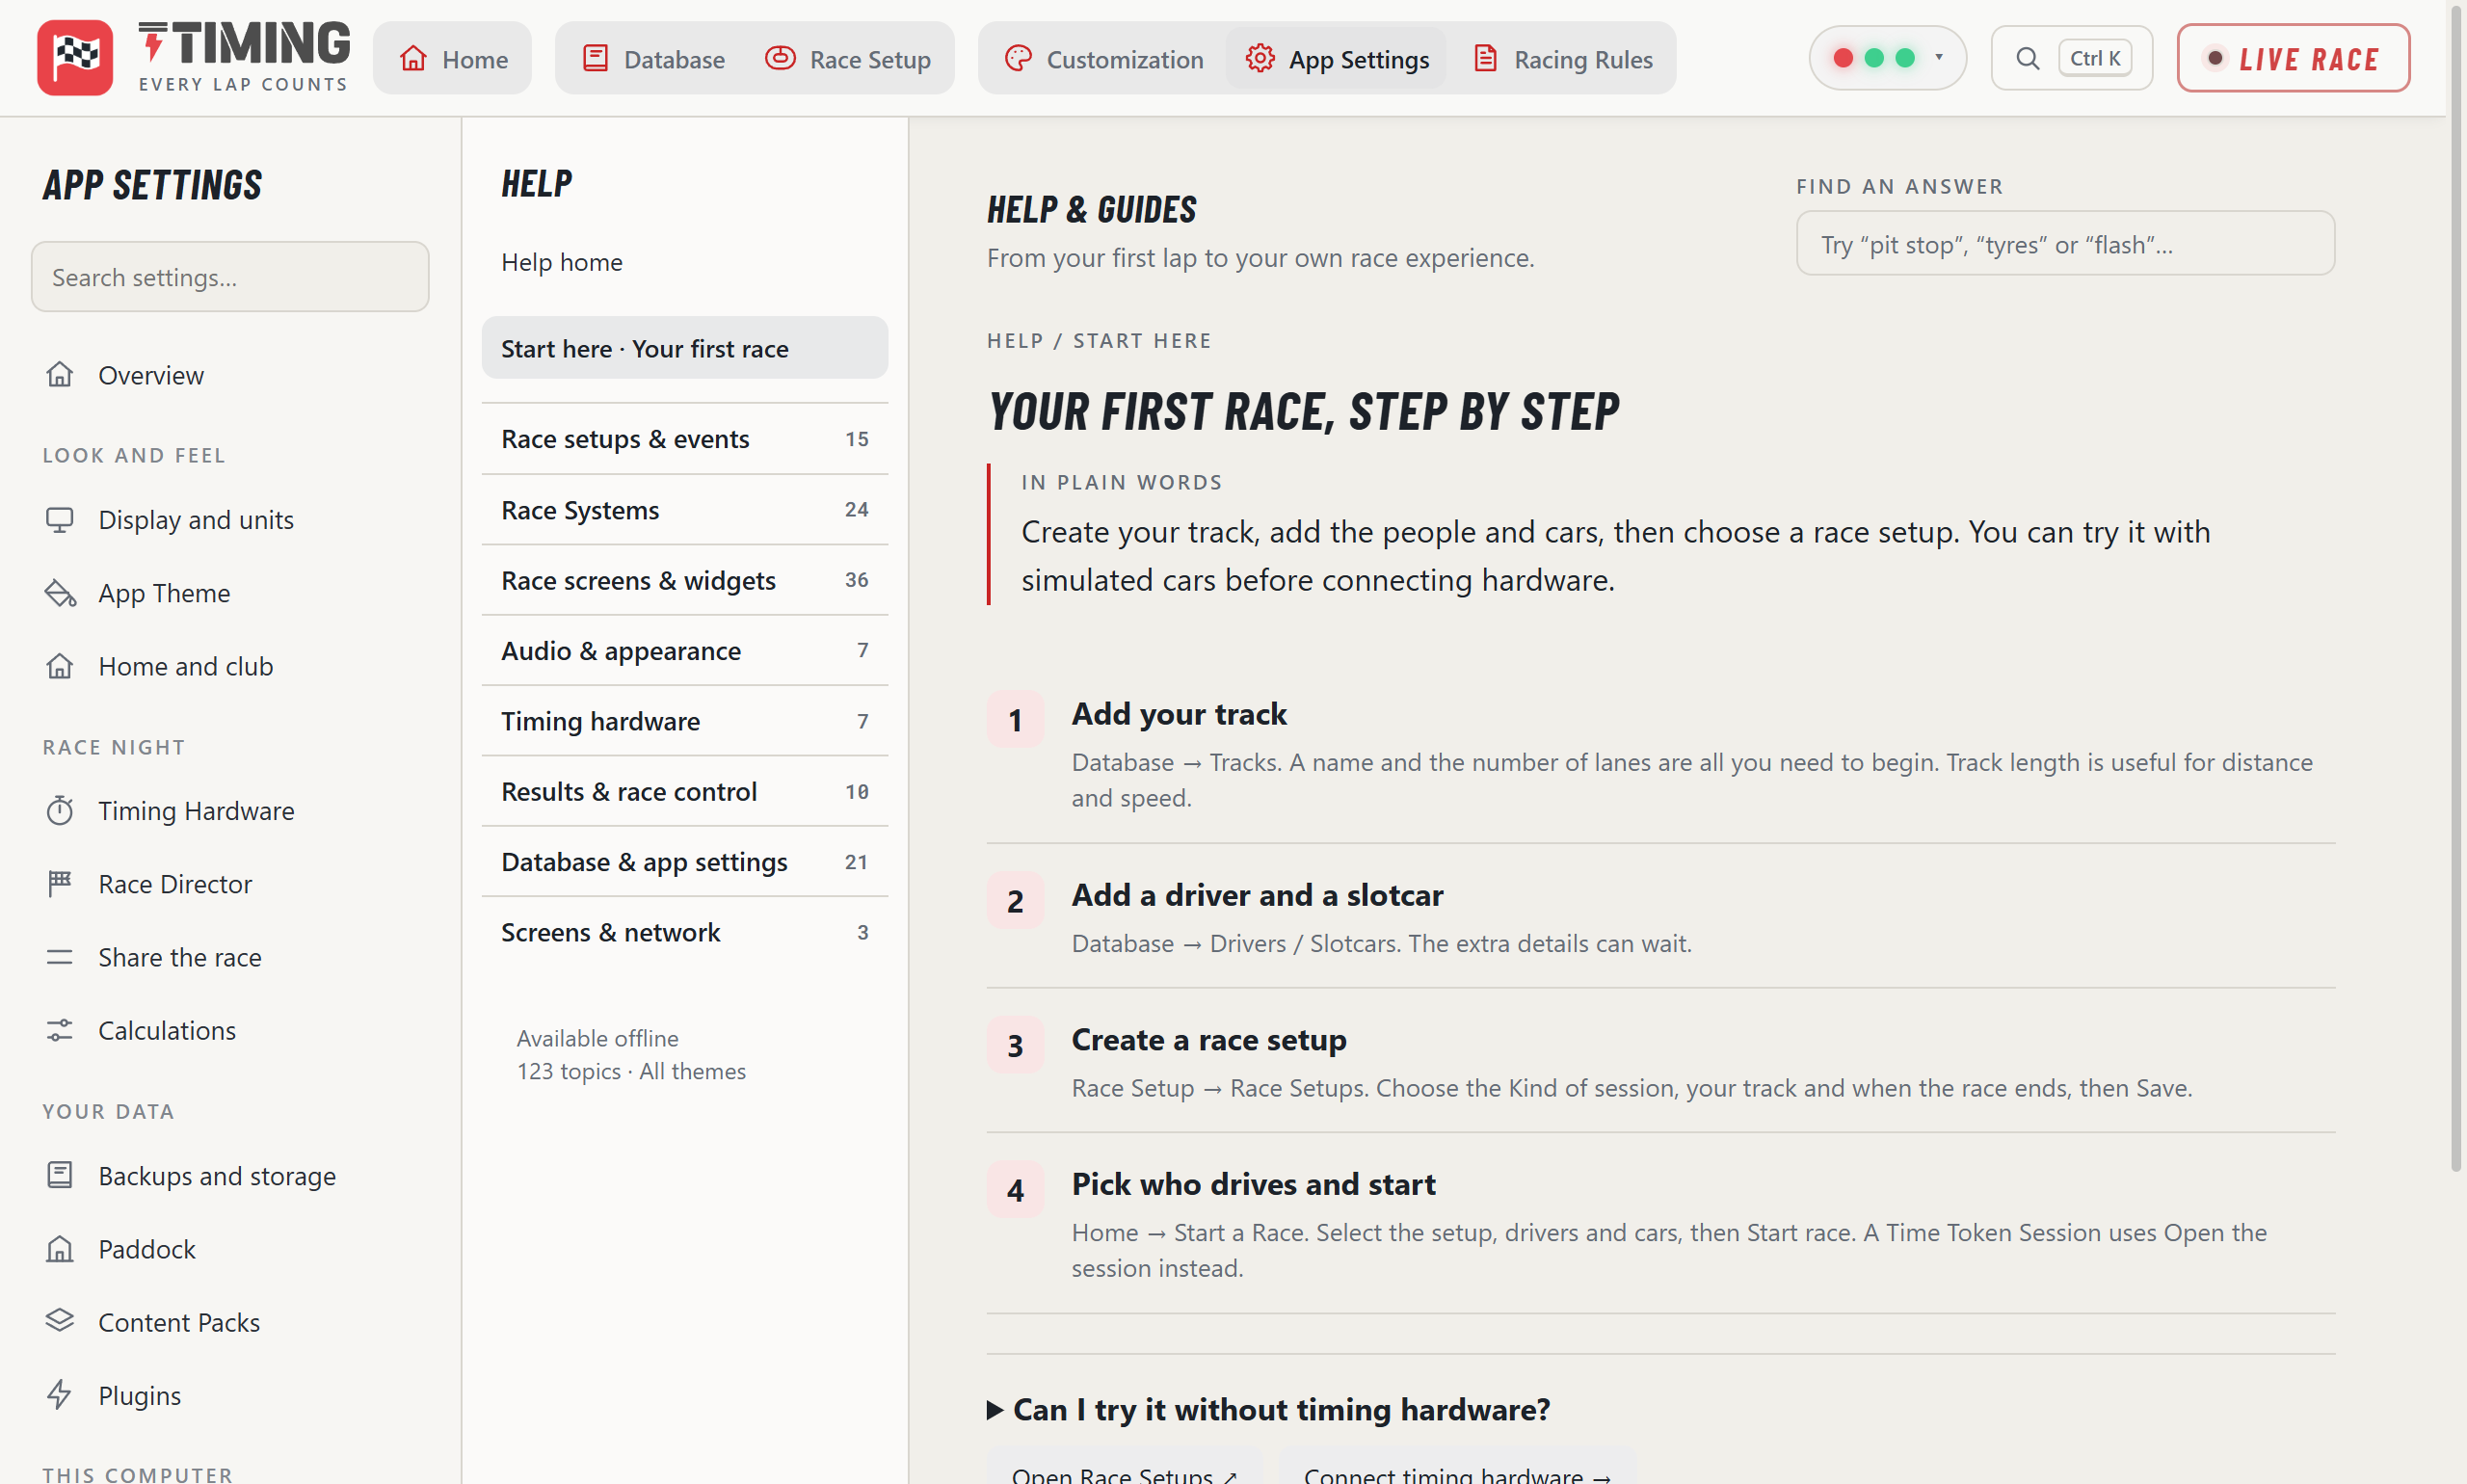 TIMING
EVERY LAP COUNTS
Home
Database
Race Setup
Customization
App Settings
Racing Rules
Ctrl K
LIVE RACE
APP SETTINGS
Search settings...
Overview
LOOK AND FEEL
Display and units
App Theme
Home and club
RACE NIGHT
Timing Hardware
Race Director
Share the race
Calculations
YOUR DATA
Backups and storage
Paddock
Content Packs
Plugins
THIS COMPUTER
HELP
Help home
Start here · Your first race
Race setups & events 15
Race Systems 24
Race screens & widgets 36
Audio & appearance 7
Timing hardware 7
Results & race control 10
Database & app settings 21
Screens & network 3
Available offline
123 topics · All themes
HELP & GUIDES
From your first lap to your own race experience.
FIND AN ANSWER
Try “pit stop”, “tyres” or “flash”...
HELP / START HERE
YOUR FIRST RACE, STEP BY STEP
IN PLAIN WORDS
Create your track, add the people and cars, then choose a race setup. You can try it with
simulated cars before connecting hardware.
1 Add your track
Database → Tracks. A name and the number of lanes are all you need to begin. Track length is useful for distance
and speed.
2 Add a driver and a slotcar
Database → Drivers / Slotcars. The extra details can wait.
3 Create a race setup
Race Setup → Race Setups. Choose the Kind of session, your track and when the race ends, then Save.
4 Pick who drives and start
Home → Start a Race. Select the setup, drivers and cars, then Start race. A Time Token Session uses Open the
session instead.
Can I try it without timing hardware?
Open Race Setups ↗
Connect timing hardware →